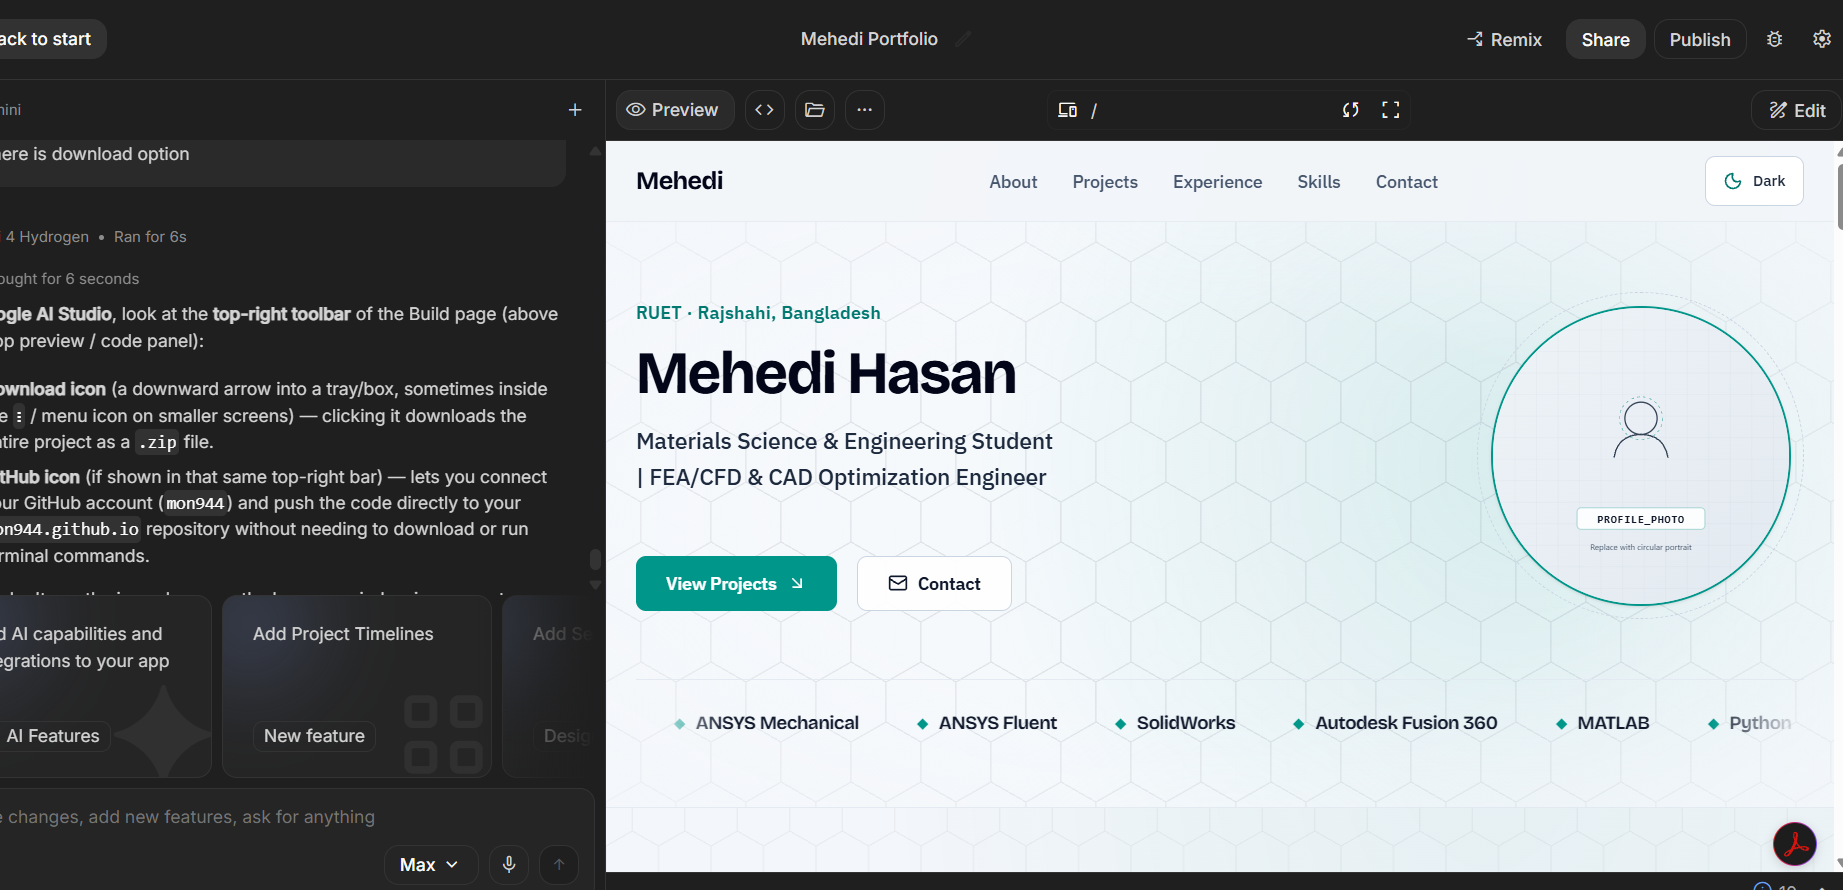 ack to start
Mehedi Portfolio
Remix
Share
Publish
nini
Preview
/
Edit
ere is download option
4 Hydrogen • Ran for 6s
ought for 6 seconds
ogle AI Studio, look at the top-right toolbar of the Build page (above
pp preview / code panel):
ownload icon (a downward arrow into a tray/box, sometimes inside
e ⋮ / menu icon on smaller screens) — clicking it downloads the
ntire project as a .zip file.
tHub icon (if shown in that same top-right bar) — lets you connect
our GitHub account (mon944) and push the code directly to your
on944.github.io repository without needing to download or run
rminal commands.
d AI capabilities and
egrations to your app
AI Features
Add Project Timelines
New feature
Add Se
Desig
e changes, add new features, ask for anything
Max
Mehedi
About
Projects
Experience
Skills
Contact
Dark
RUET · Rajshahi, Bangladesh
Mehedi Hasan
Materials Science & Engineering Student
| FEA/CFD & CAD Optimization Engineer
View Projects
Contact
PROFILE_PHOTO
Replace with circular portrait
ANSYS Mechanical
ANSYS Fluent
SolidWorks
Autodesk Fusion 360
MATLAB
Python